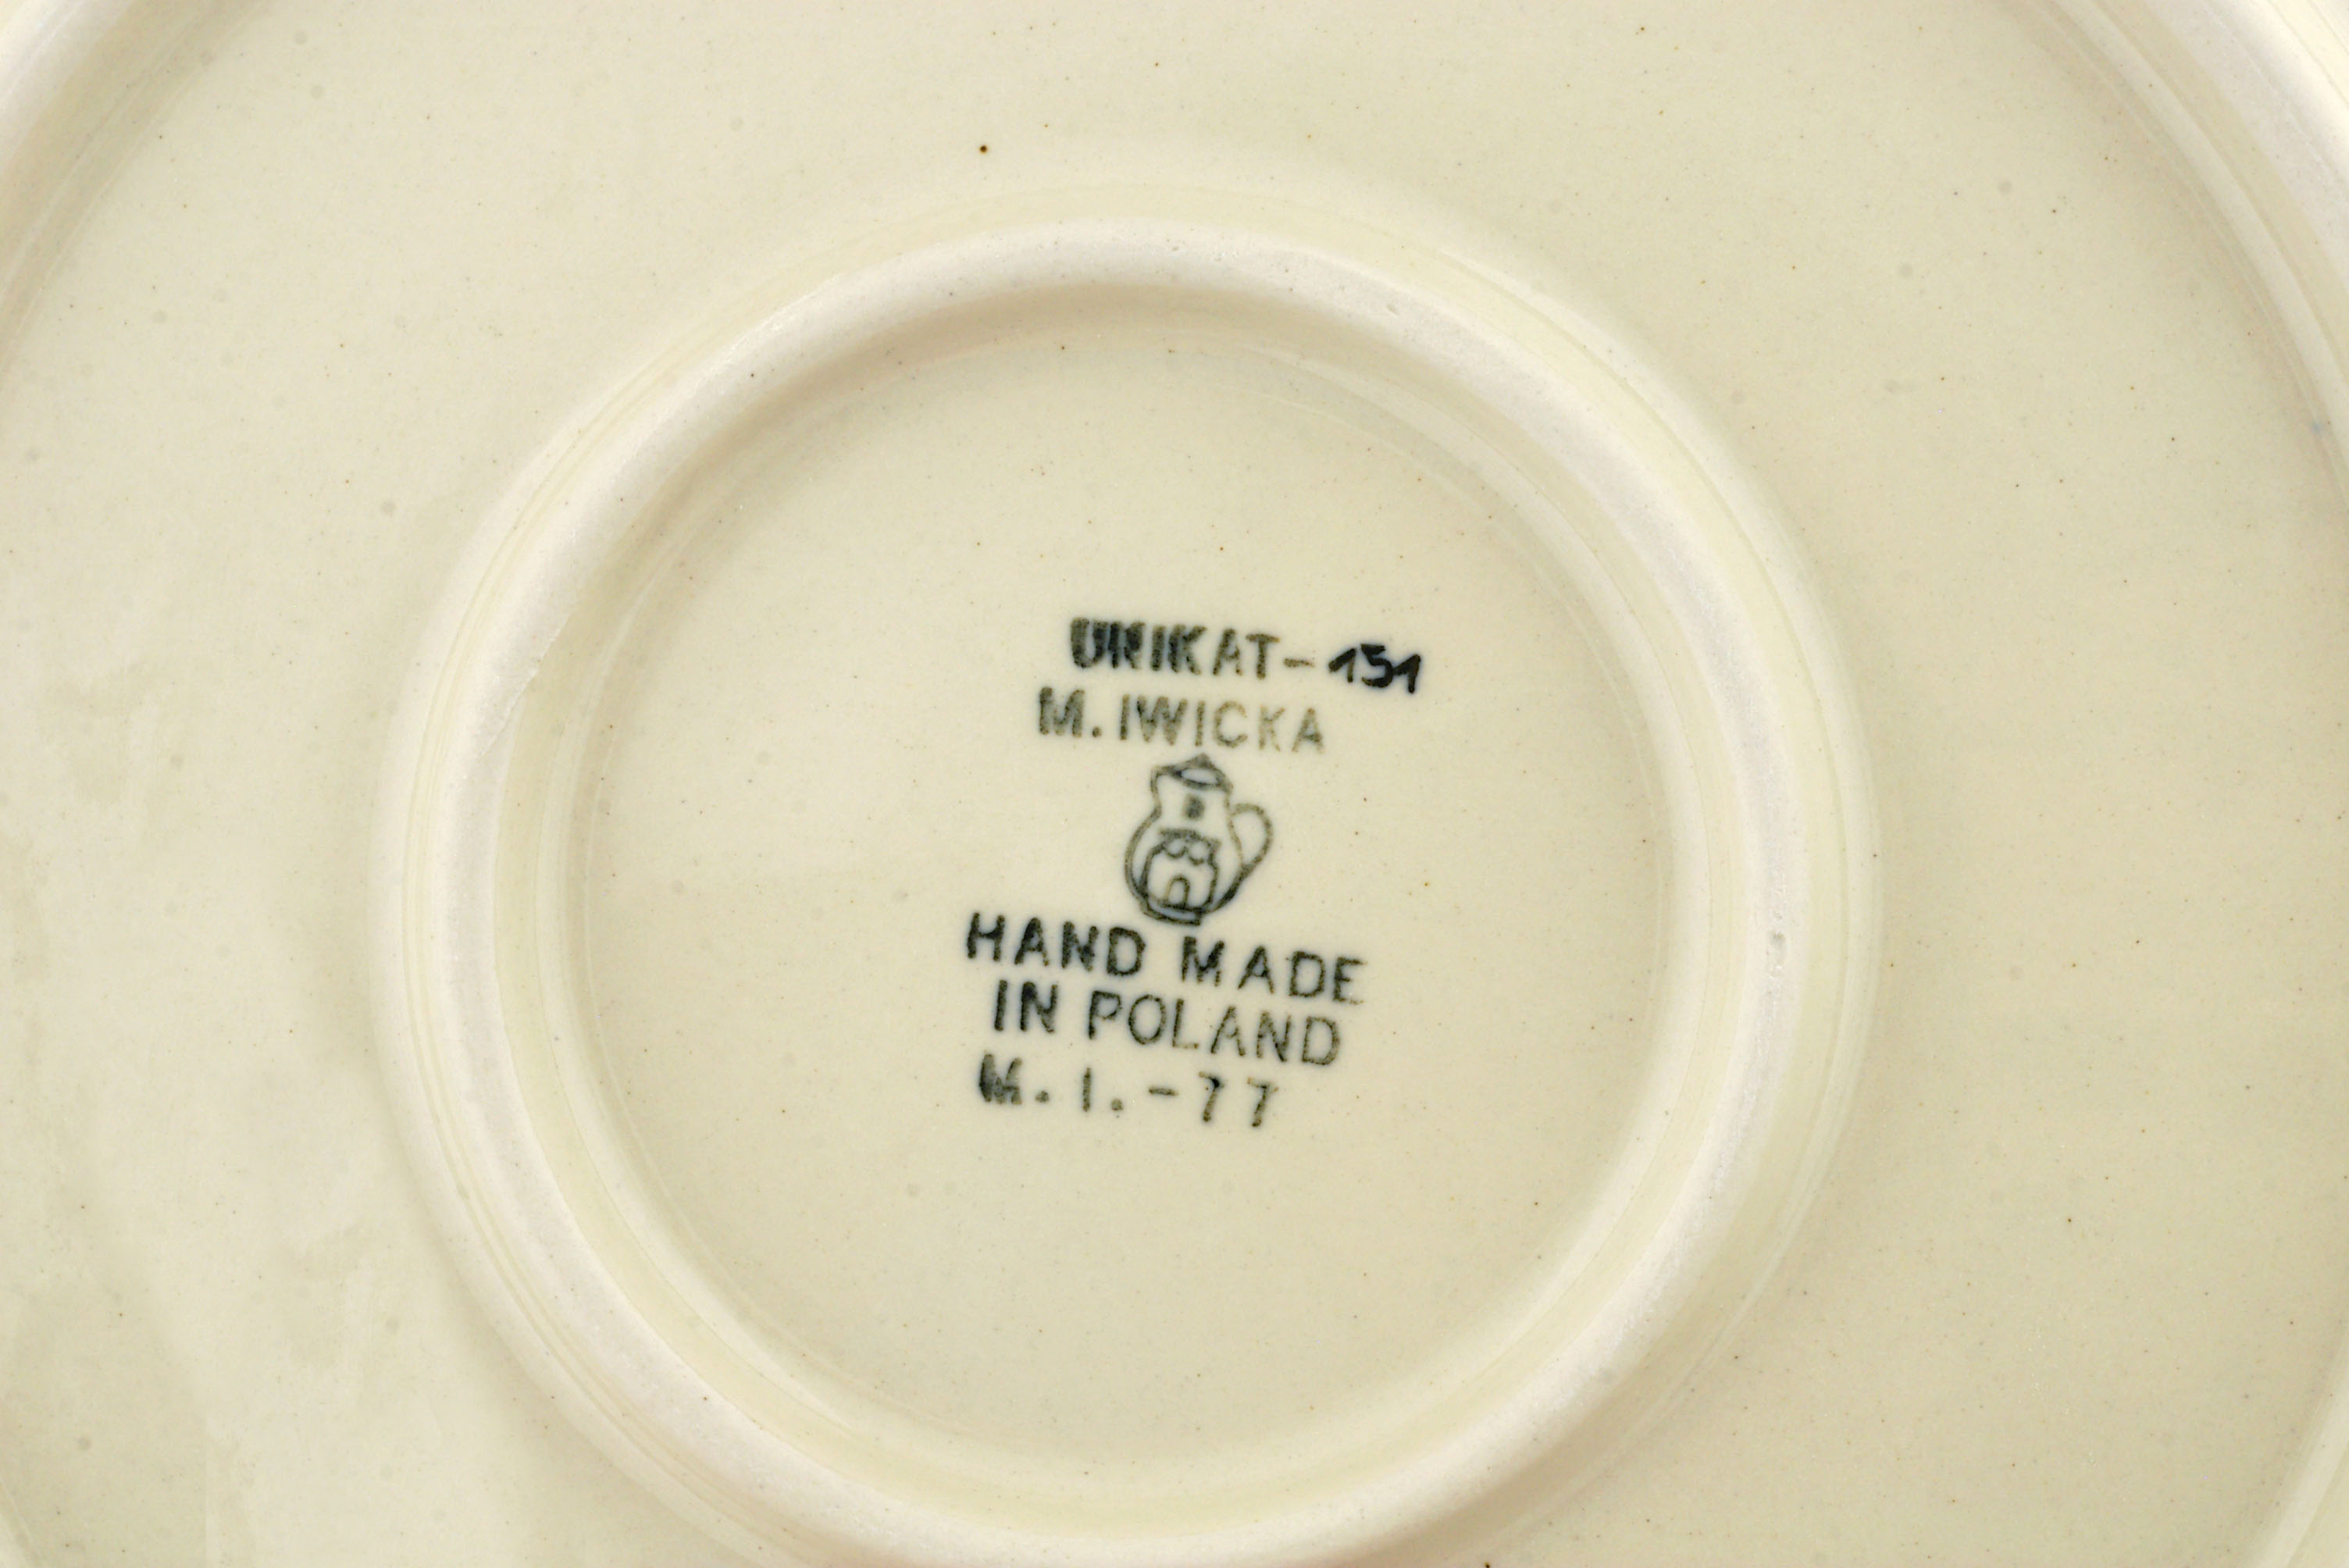 UNIKAT-151
M. IWICKA
B
HAND MADE
IN POLAND
M. I. - 77